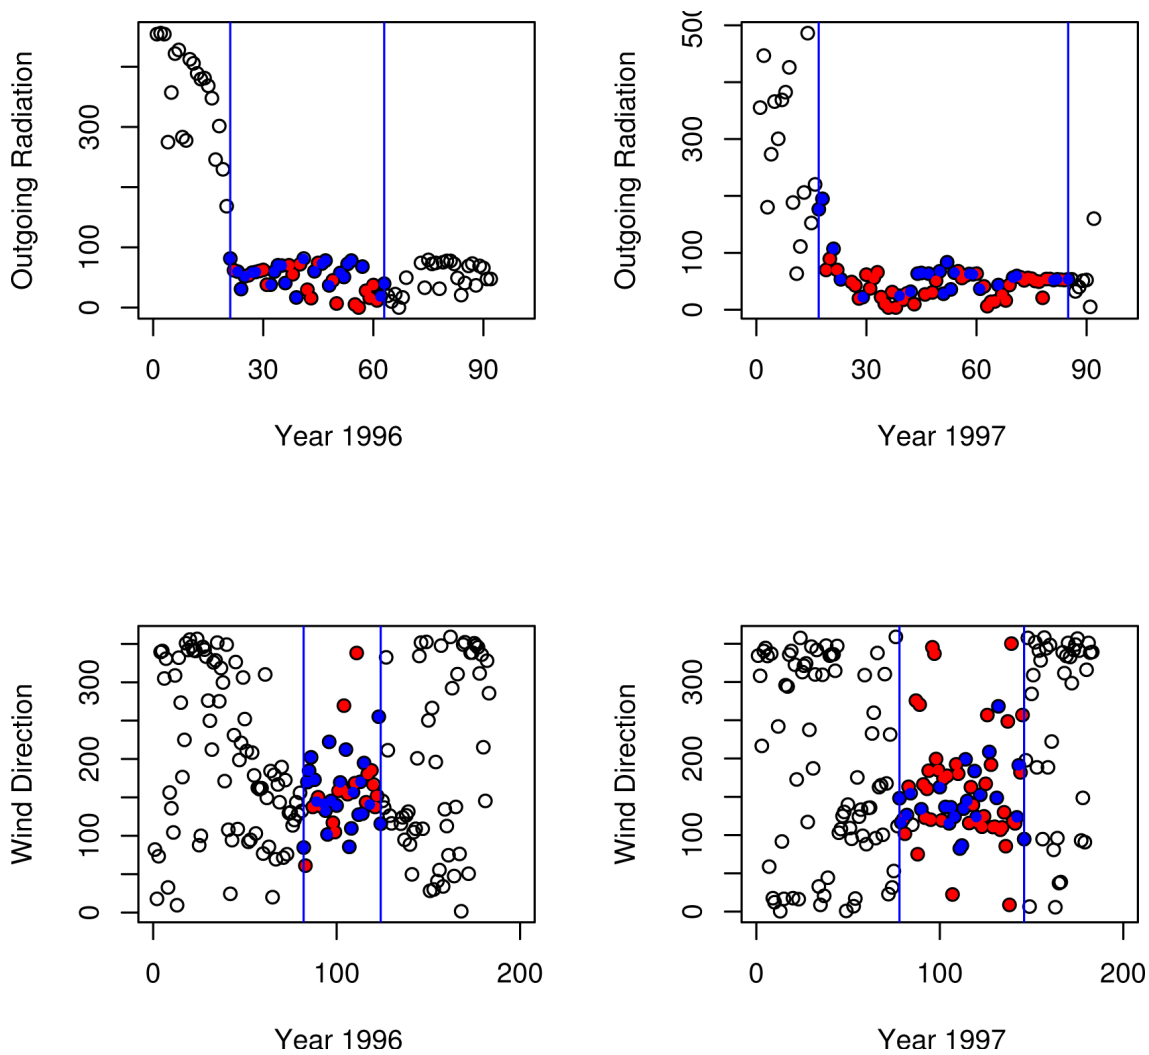 Outgoing Radiation
0 100 300
0 30 60 90
Year 1996
Outgoing Radiation
0 100 300 500
0 30 60 90
Year 1997
Wind Direction
0 100 200 300
0 100 200
Year 1996
Wind Direction
0 100 200 300
0 100 200
Year 1997